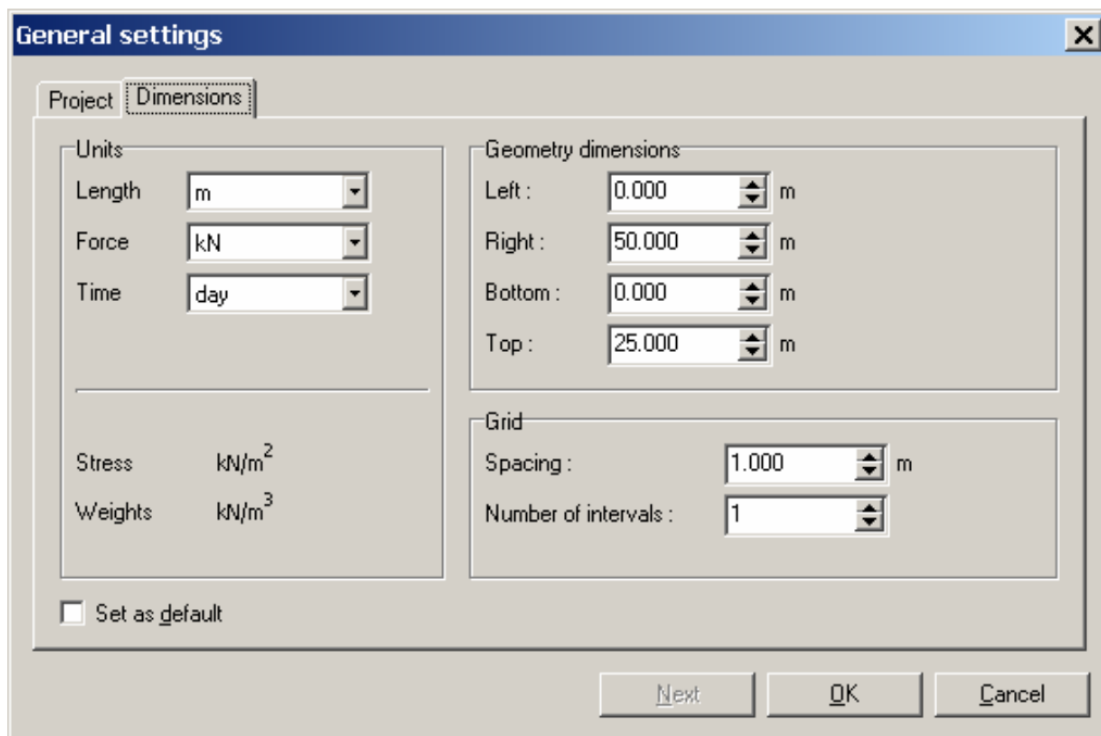 General settings
Project Dimensions
Units
Length m
Force kN
Time day
Stress kN/m²
Weights kN/m³
Geometry dimensions
Left : 0.000 m
Right : 50.000 m
Bottom : 0.000 m
Top : 25.000 m
Grid
Spacing : 1.000 m
Number of intervals : 1
Set as default
Next OK Cancel